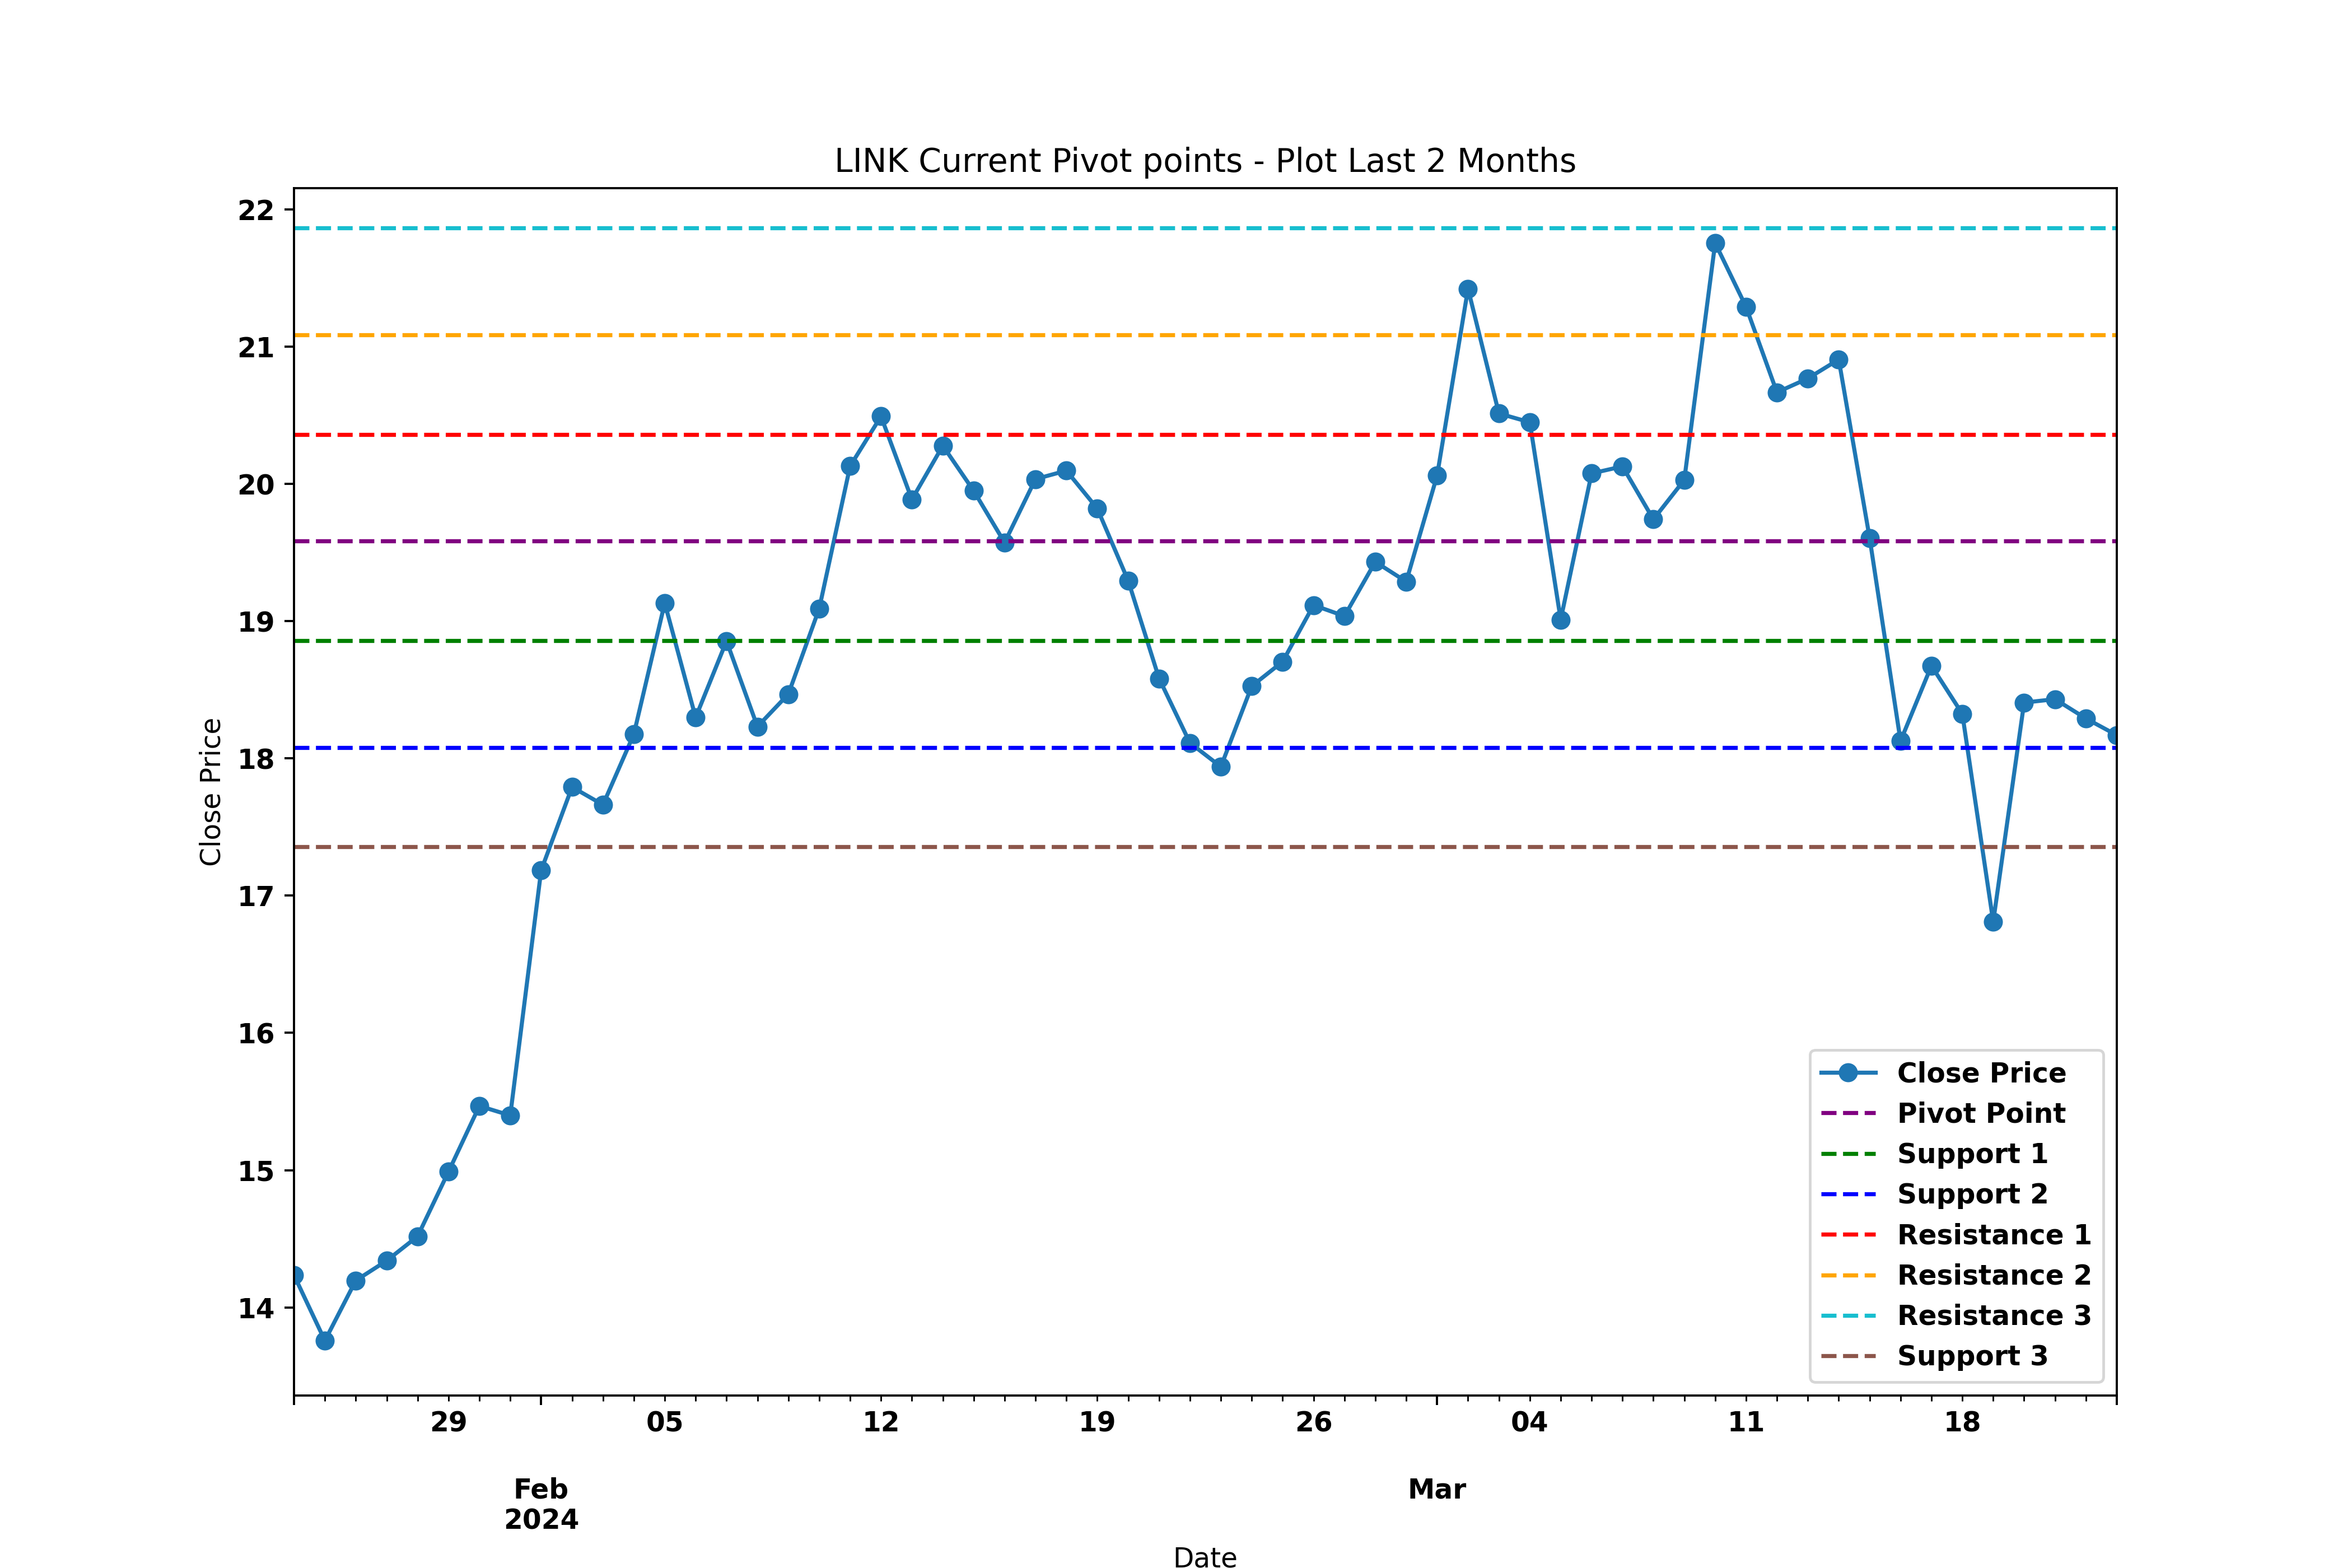 LINK Current Pivot points - Plot Last 2 Months
22
21
20
19
18
17
16
15
14
Close Price
Close Price
Pivot Point
Support 1
Support 2
Resistance 1
Resistance 2
Resistance 3
Support 3
29 05 12 19 26 04 11 18
Feb Mar
2024
Date